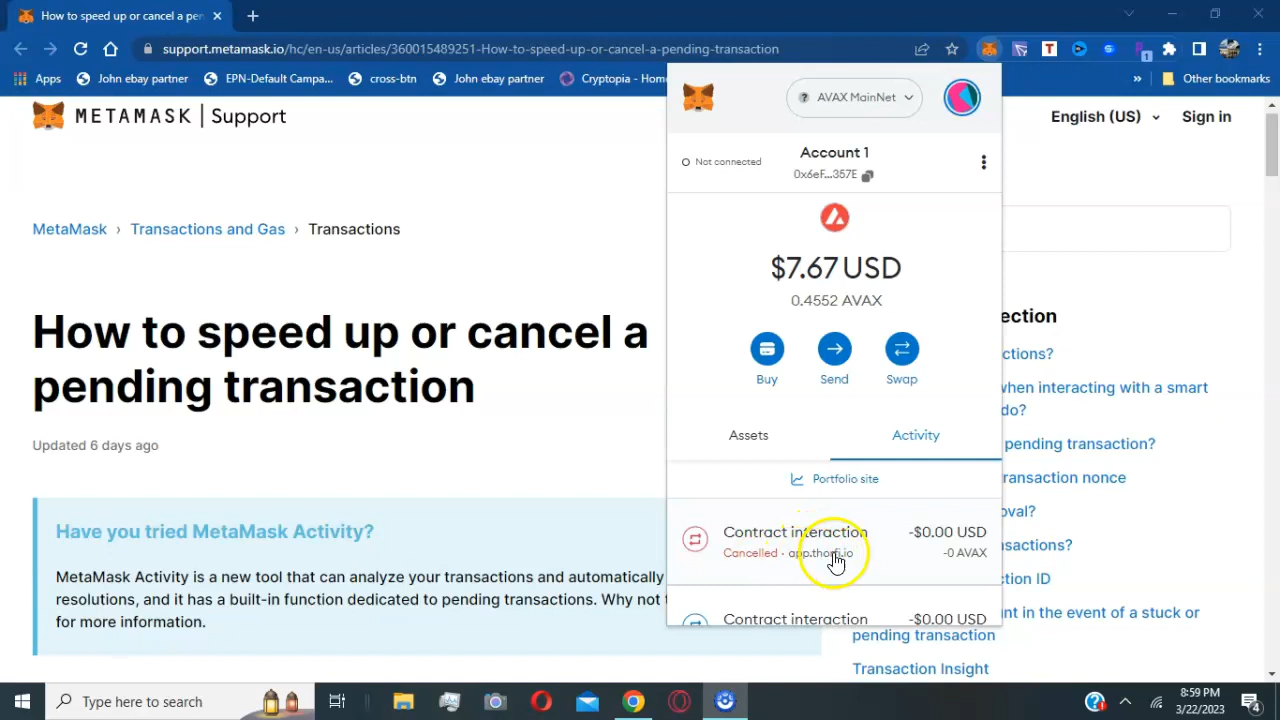 How to speed up or cancel a pen
support.metamask.io/hc/en-us/articles/360015489251-How-to-speed-up-or-cancel-a-pending-transaction
Apps
John ebay partner
EPN-Default Campa...
cross-btn
John ebay partner
Cryptopia - Hom
»
Other bookmarks
METAMASK | Support
English (US)
Sign in
MetaMask › Transactions and Gas › Transactions
How to speed up or cancel a
pending transaction
Updated 6 days ago
Have you tried MetaMask Activity?
MetaMask Activity is a new tool that can analyze your transactions and automatically
resolutions, and it has a built-in function dedicated to pending transactions. Why not
for more information.
AVAX MainNet
Not connected
Account 1
0x6eF...357E
$7.67 USD
0.4552 AVAX
Buy
Send
Swap
Assets
Activity
Portfolio site
Contract interaction
-$0.00 USD
Cancelled · app.thorfi.io
-0 AVAX
Contract interaction
-$0.00 USD
ection
ctions?
when interacting with a smart
do?
pending transaction?
ransaction nonce
oval?
nsactions?
ction ID
nt in the event of a stuck or
pending transaction
Transaction Insight
Type here to search
8:59 PM
3/22/2023
4